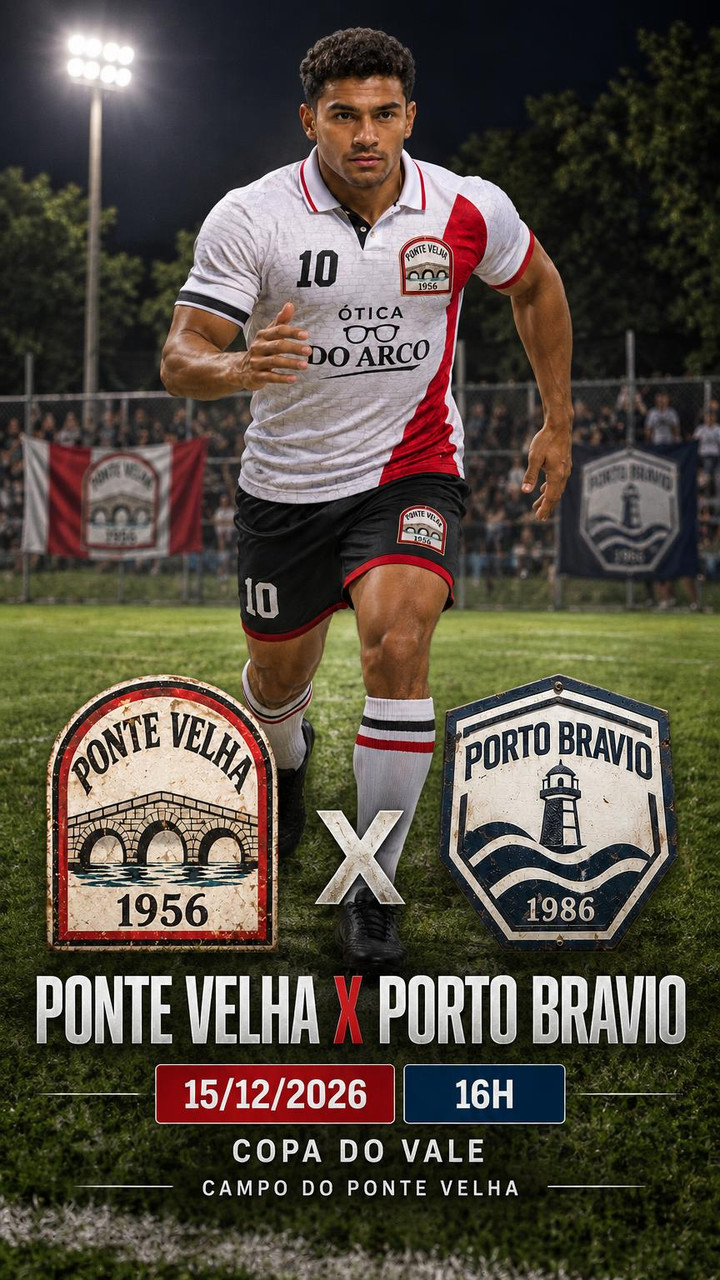 10
PONTE VELHA
1956
ÓTICA
DO ARCO
PONTE VELHA
1956
PORTO BRAVIO
1986
PONTE VELHA
1956
10
PONTE VELHA
1956
X
PORTO BRAVIO
1986
PONTE VELHA X PORTO BRAVIO
15/12/2026
16H
COPA DO VALE
CAMPO DO PONTE VELHA